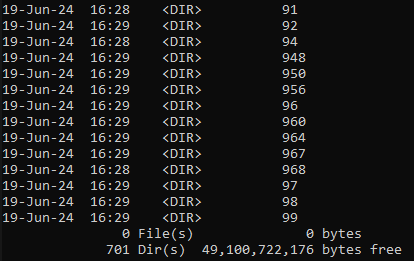 19-Jun-24  16:28    <DIR>          91
19-Jun-24  16:29    <DIR>          92
19-Jun-24  16:28    <DIR>          94
19-Jun-24  16:29    <DIR>          948
19-Jun-24  16:29    <DIR>          950
19-Jun-24  16:29    <DIR>          956
19-Jun-24  16:29    <DIR>          96
19-Jun-24  16:29    <DIR>          960
19-Jun-24  16:29    <DIR>          964
19-Jun-24  16:29    <DIR>          967
19-Jun-24  16:28    <DIR>          968
19-Jun-24  16:29    <DIR>          97
19-Jun-24  16:29    <DIR>          98
19-Jun-24  16:29    <DIR>          99
0 File(s)              0 bytes
701 Dir(s)  49,100,722,176 bytes free